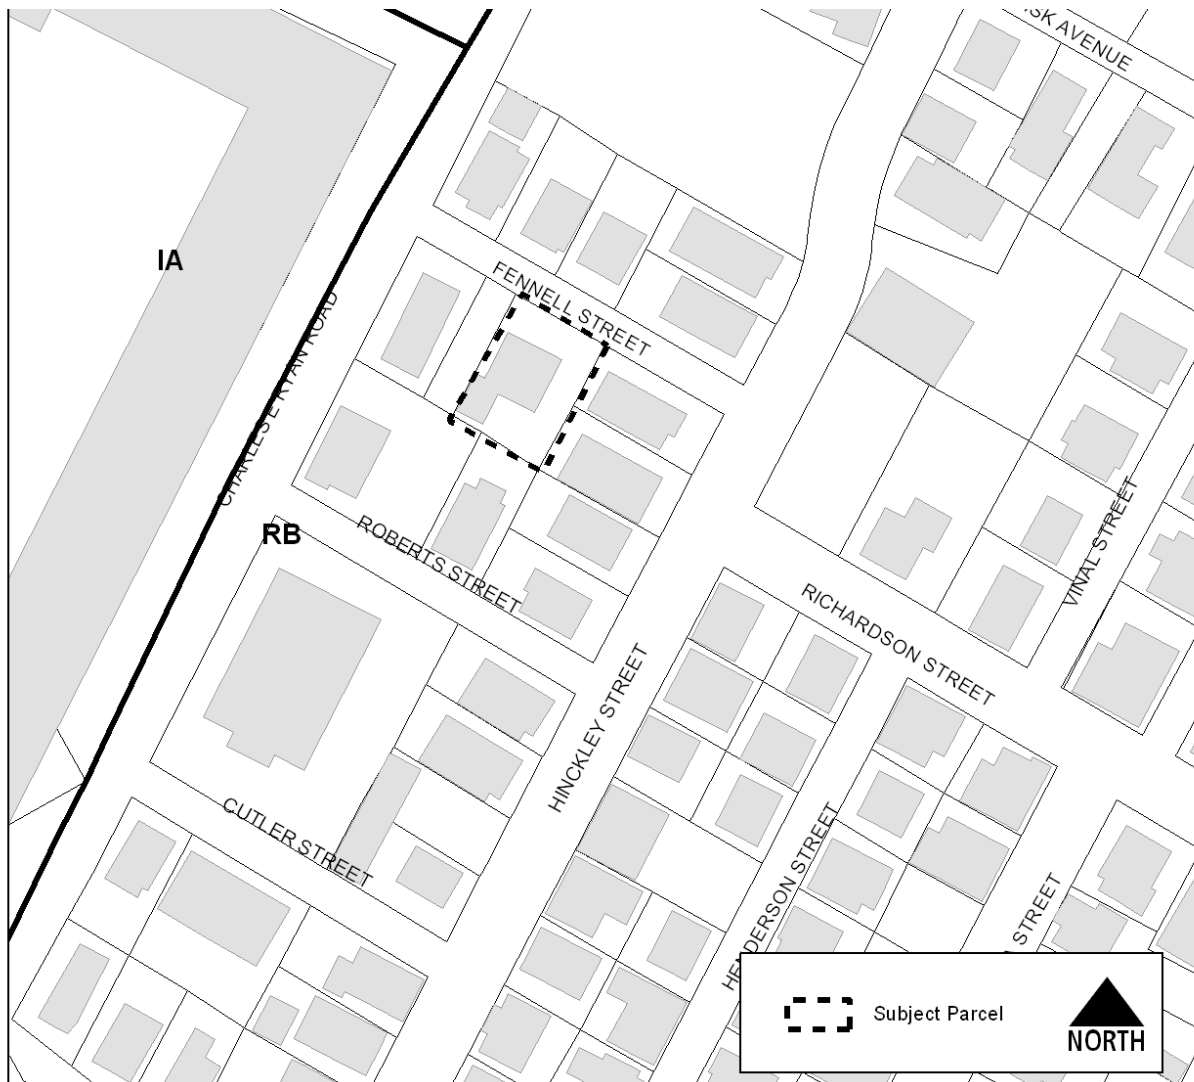 AVENUE
IA
FENNELL STREET
CHARLES E RYAN ROAD
RB
ROBERTS STREET
VINAL STREET
RICHARDSON STREET
HINCKLEY STREET
CUTLER STREET
HENDERSON STREET
STREET
Subject Parcel
NORTH